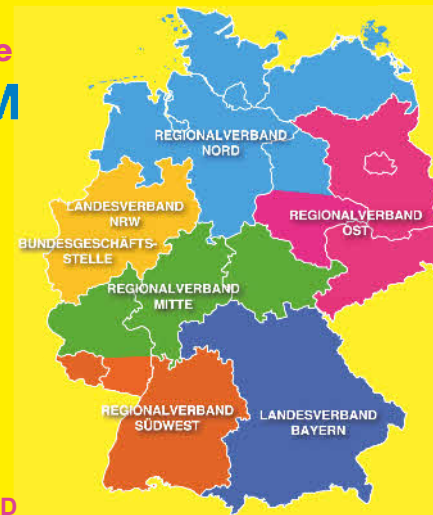 e
M
REGIONALVERBAND
NORD
LANDESVERBAND
NRW
BUNDESGESCHÄFTS-
STELLE
REGIONALVERBAND
OST
REGIONALVERBAND
MITTE
REGIONALVERBAND
SÜDWEST
LANDESVERBAND
BAYERN
D